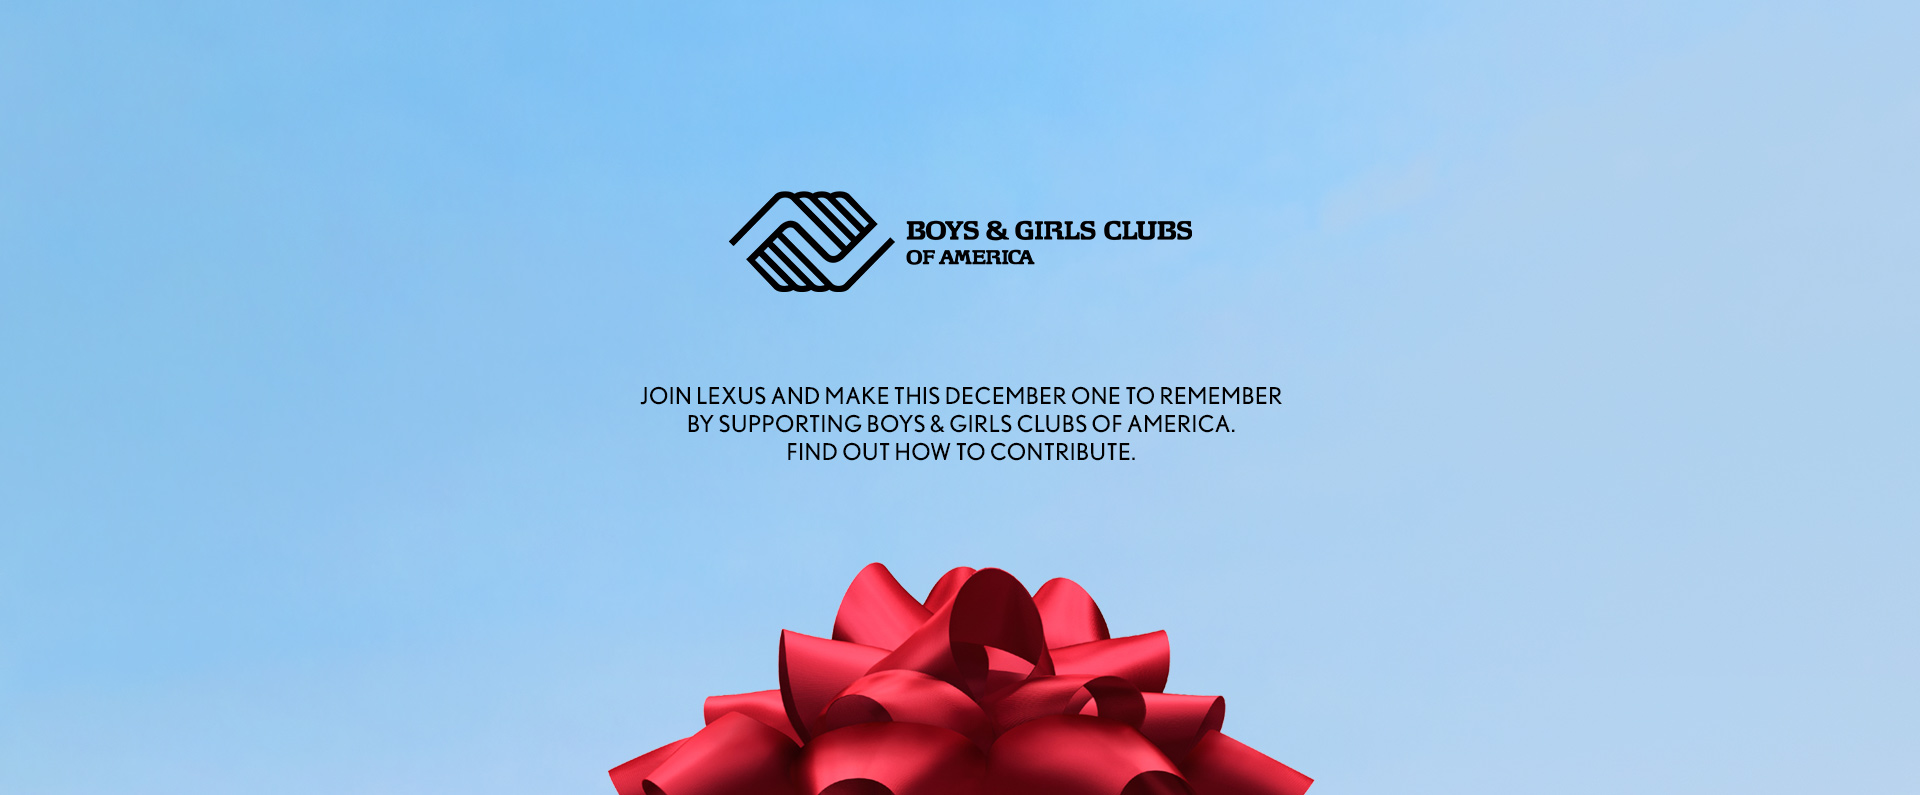 BOYS & GIRLS CLUBS
OF AMERICA
JOIN LEXUS AND MAKE THIS DECEMBER ONE TO REMEMBER
BY SUPPORTING BOYS & GIRLS CLUBS OF AMERICA.
FIND OUT HOW TO CONTRIBUTE.